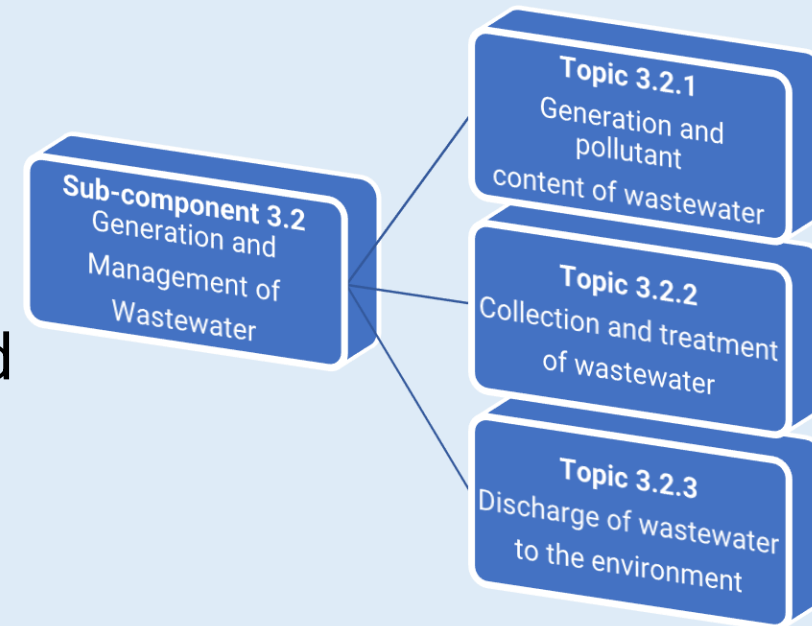 Sub-component 3.2
Generation and
Management of
Wastewater
d
Topic 3.2.1
Generation and
pollutant
content of wastewater
Topic 3.2.2
Collection and treatment
of wastewater
Topic 3.2.3
Discharge of wastewater
to the environment